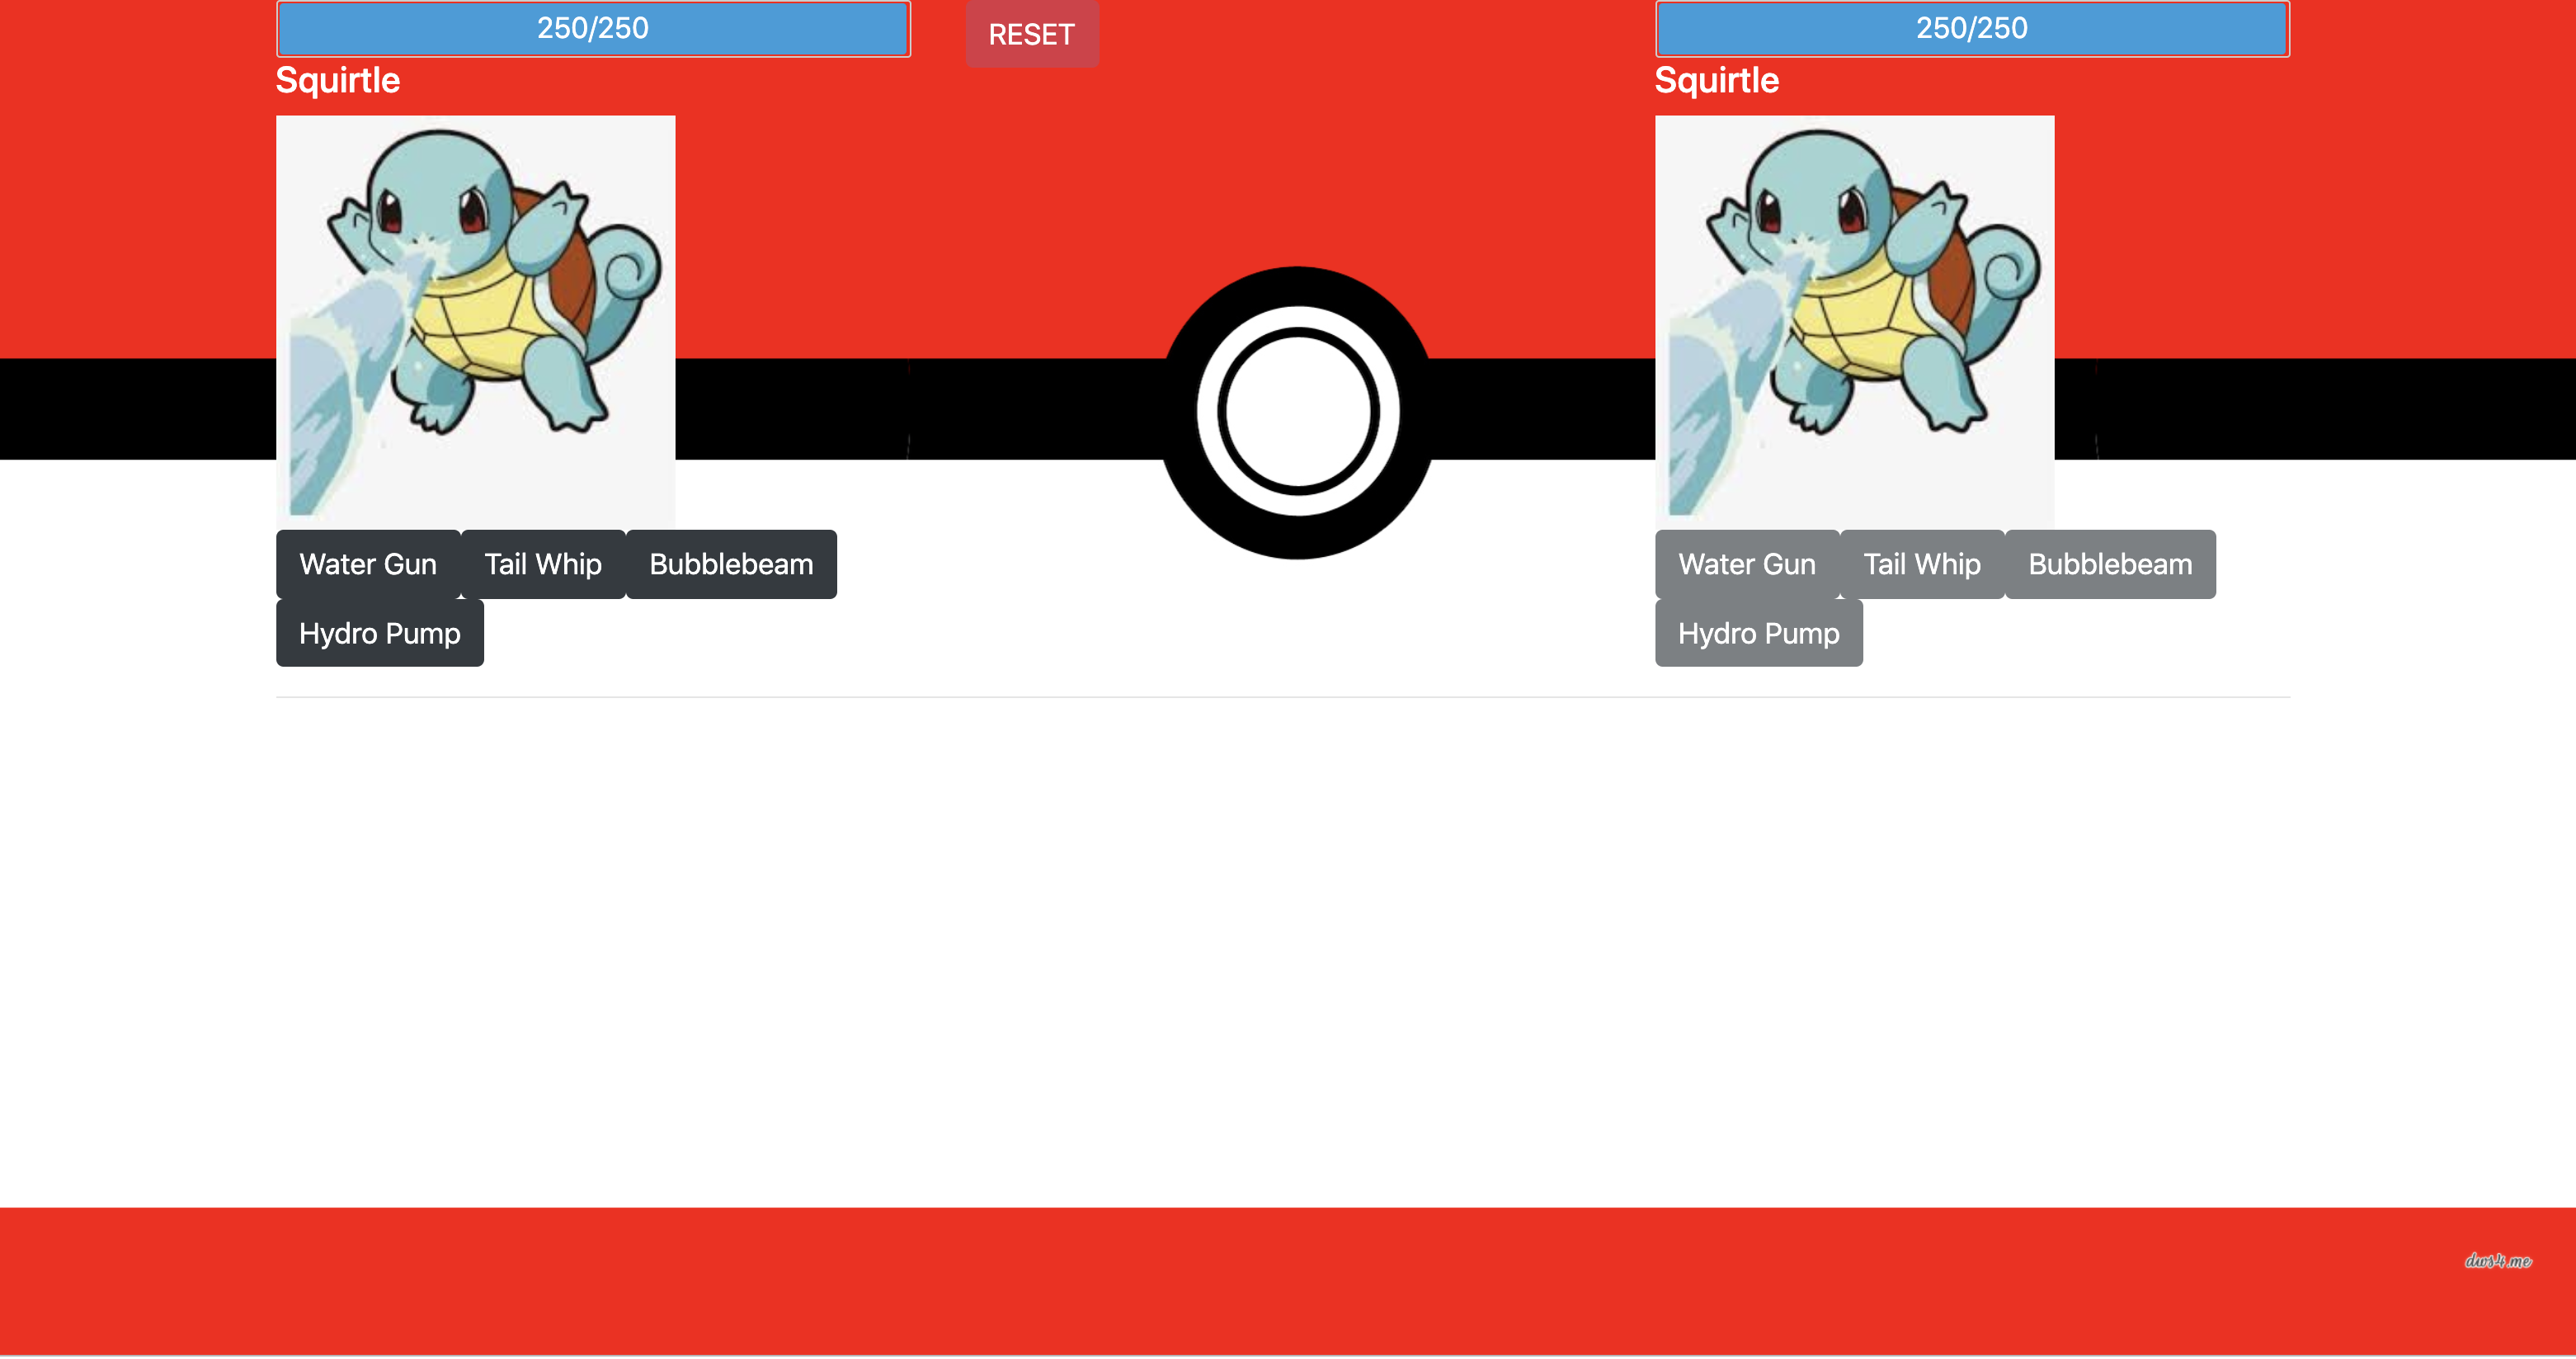 250/250
RESET
250/250
Squirtle
Squirtle
Water Gun Tail Whip Bubblebeam
Hydro Pump
Water Gun Tail Whip Bubblebeam
Hydro Pump
dws4.me